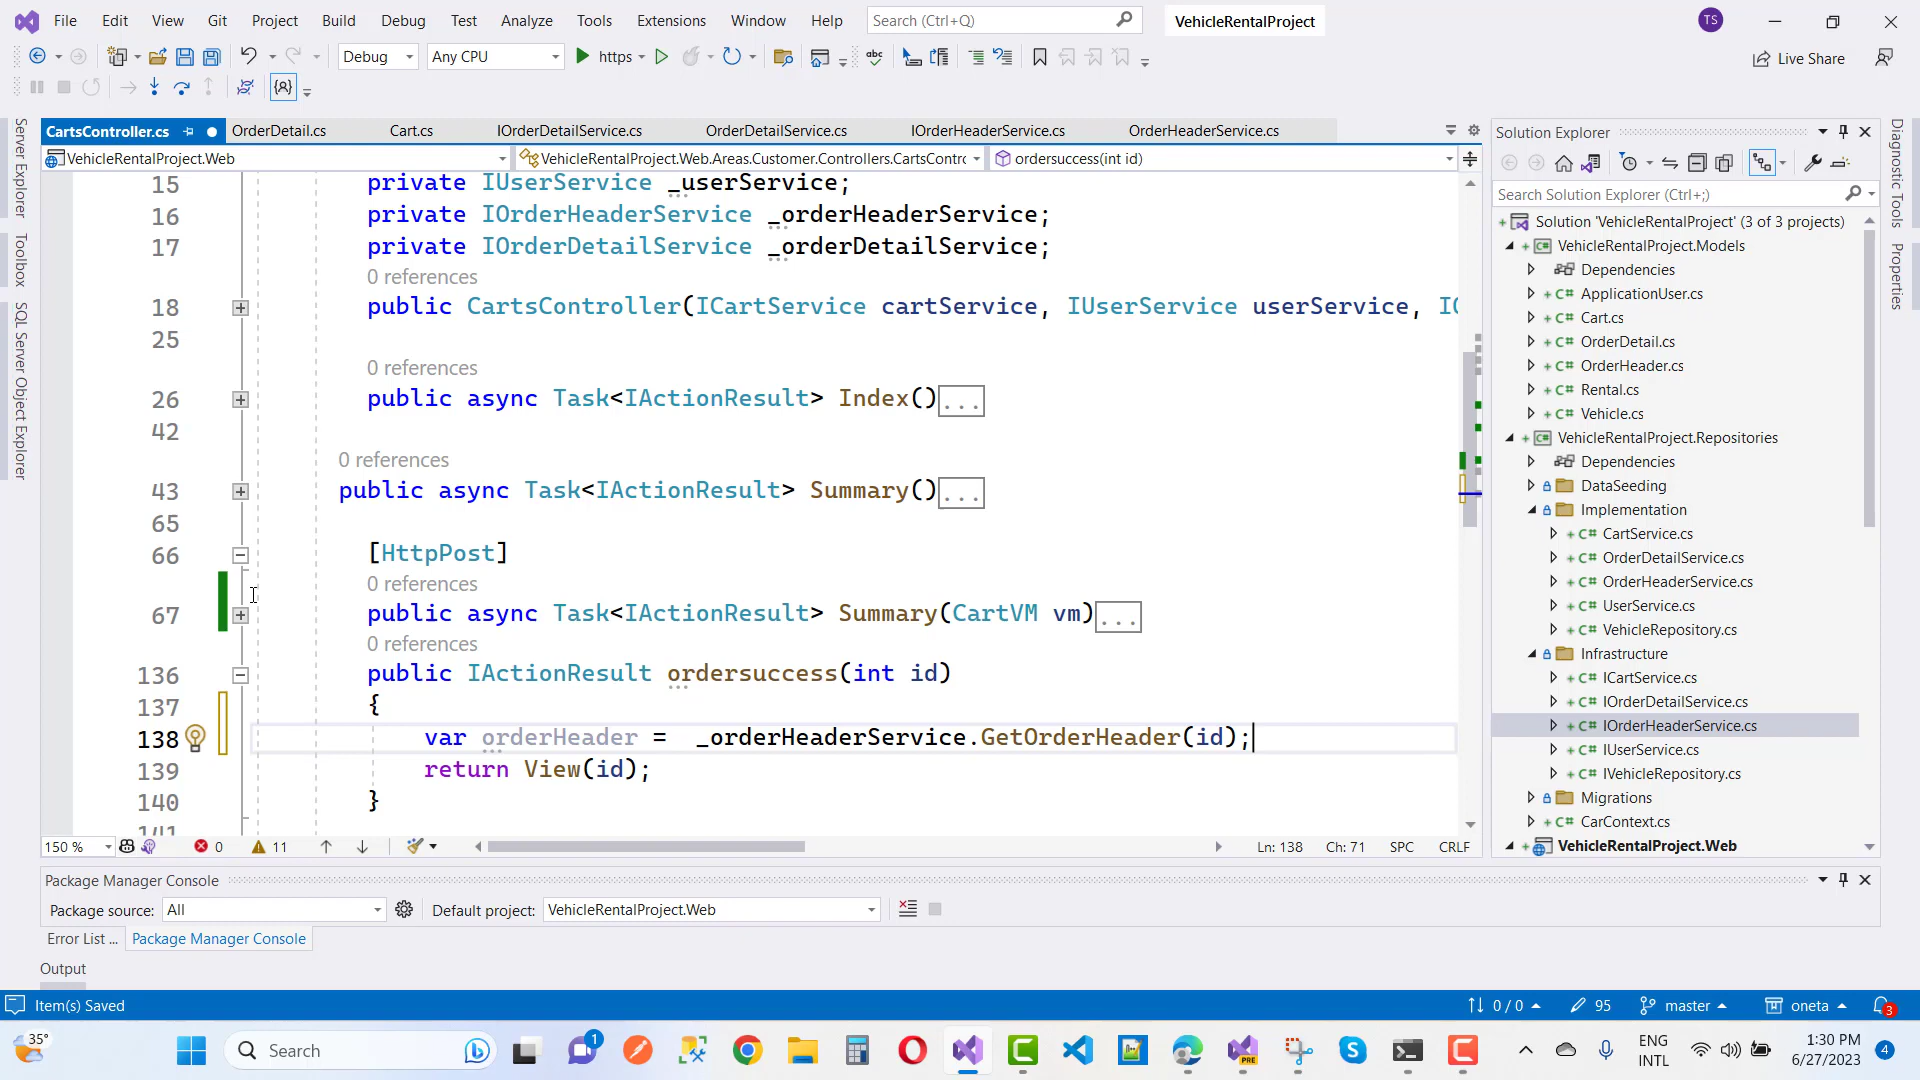 File Edit View Git Project Build Debug Test Analyze Tools Extensions Window Help Search (Ctrl+Q) VehicleRentalProject TS
Debug Any CPU https abc Live Share
CartsController.cs OrderDetail.cs Cart.cs IOrderDetailService.cs OrderDetailService.cs IOrderHeaderService.cs OrderHeaderService.cs
VehicleRentalProject.Web VehicleRentalProject.Web.Areas.Customer.Controllers.CartsContro ordersuccess(int id)
15 private IUserService _userService;
16 private IOrderHeaderService _orderHeaderService;
17 private IOrderDetailService _orderDetailService;
0 references
18 public CartsController(ICartService cartService, IUserService userService, IO
25
0 references
26 public async Task<IActionResult> Index()...
42
0 references
43 public async Task<IActionResult> Summary()...
65
66 [HttpPost]
0 references
67 public async Task<IActionResult> Summary(CartVM vm)...
0 references
136 public IActionResult ordersuccess(int id)
137 {
138 var orderHeader = _orderHeaderService.GetOrderHeader(id);
139 return View(id);
140 }
141
150 % 0 11 Ln: 138 Ch: 71 SPC CRLF
Package Manager Console
Package source: All Default project: VehicleRentalProject.Web
Error List ... Package Manager Console
Output
Item(s) Saved 0 / 0 95 master oneta 3
Server Explorer
Toolbox
SQL Server Object Explorer
Solution Explorer
Search Solution Explorer (Ctrl+;)
Solution 'VehicleRentalProject' (3 of 3 projects)
VehicleRentalProject.Models
Dependencies
C# ApplicationUser.cs
C# Cart.cs
C# OrderDetail.cs
C# OrderHeader.cs
C# Rental.cs
C# Vehicle.cs
VehicleRentalProject.Repositories
Dependencies
DataSeeding
Implementation
C# CartService.cs
C# OrderDetailService.cs
C# OrderHeaderService.cs
C# UserService.cs
C# VehicleRepository.cs
Infrastructure
C# ICartService.cs
C# IOrderDetailService.cs
C# IOrderHeaderService.cs
C# IUserService.cs
C# IVehicleRepository.cs
Migrations
C# CarContext.cs
VehicleRentalProject.Web
Diagnostic Tools
Properties
35° Search 1 PRE ENG INTL 1:30 PM 6/27/2023 4